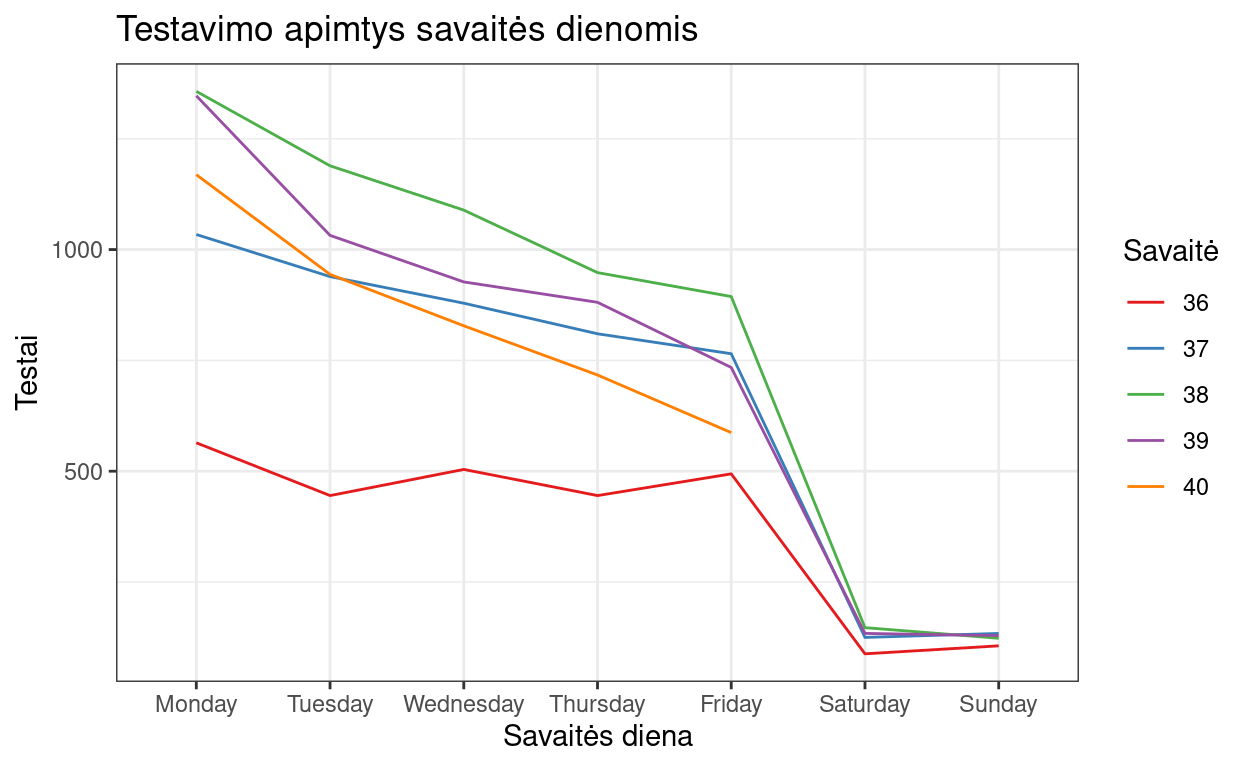 Testavimo apimtys savaitės dienomis
Testai
1000
500
Monday
Tuesday
Wednesday
Thursday
Friday
Saturday
Sunday
Savaitės diena
Savaitė
36
37
38
39
40